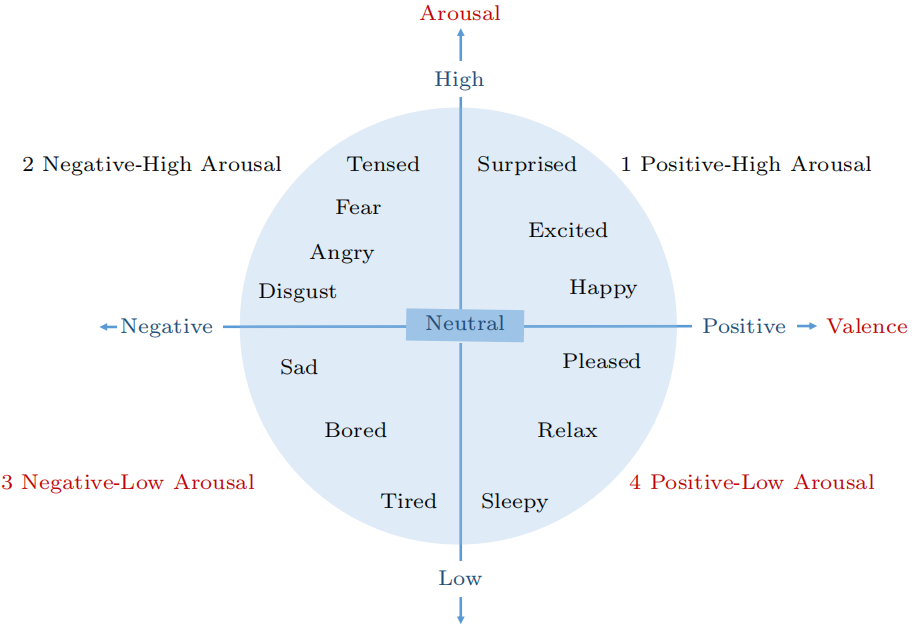 Arousal
High
2 Negative-High Arousal
Tensed
Surprised
1 Positive-High Arousal
Fear
Excited
Angry
Happy
Disgust
Negative
Neutral
Positive
Valence
Sad
Pleased
Bored
Relax
3 Negative-Low Arousal
4 Positive-Low Arousal
Tired
Sleepy
Low